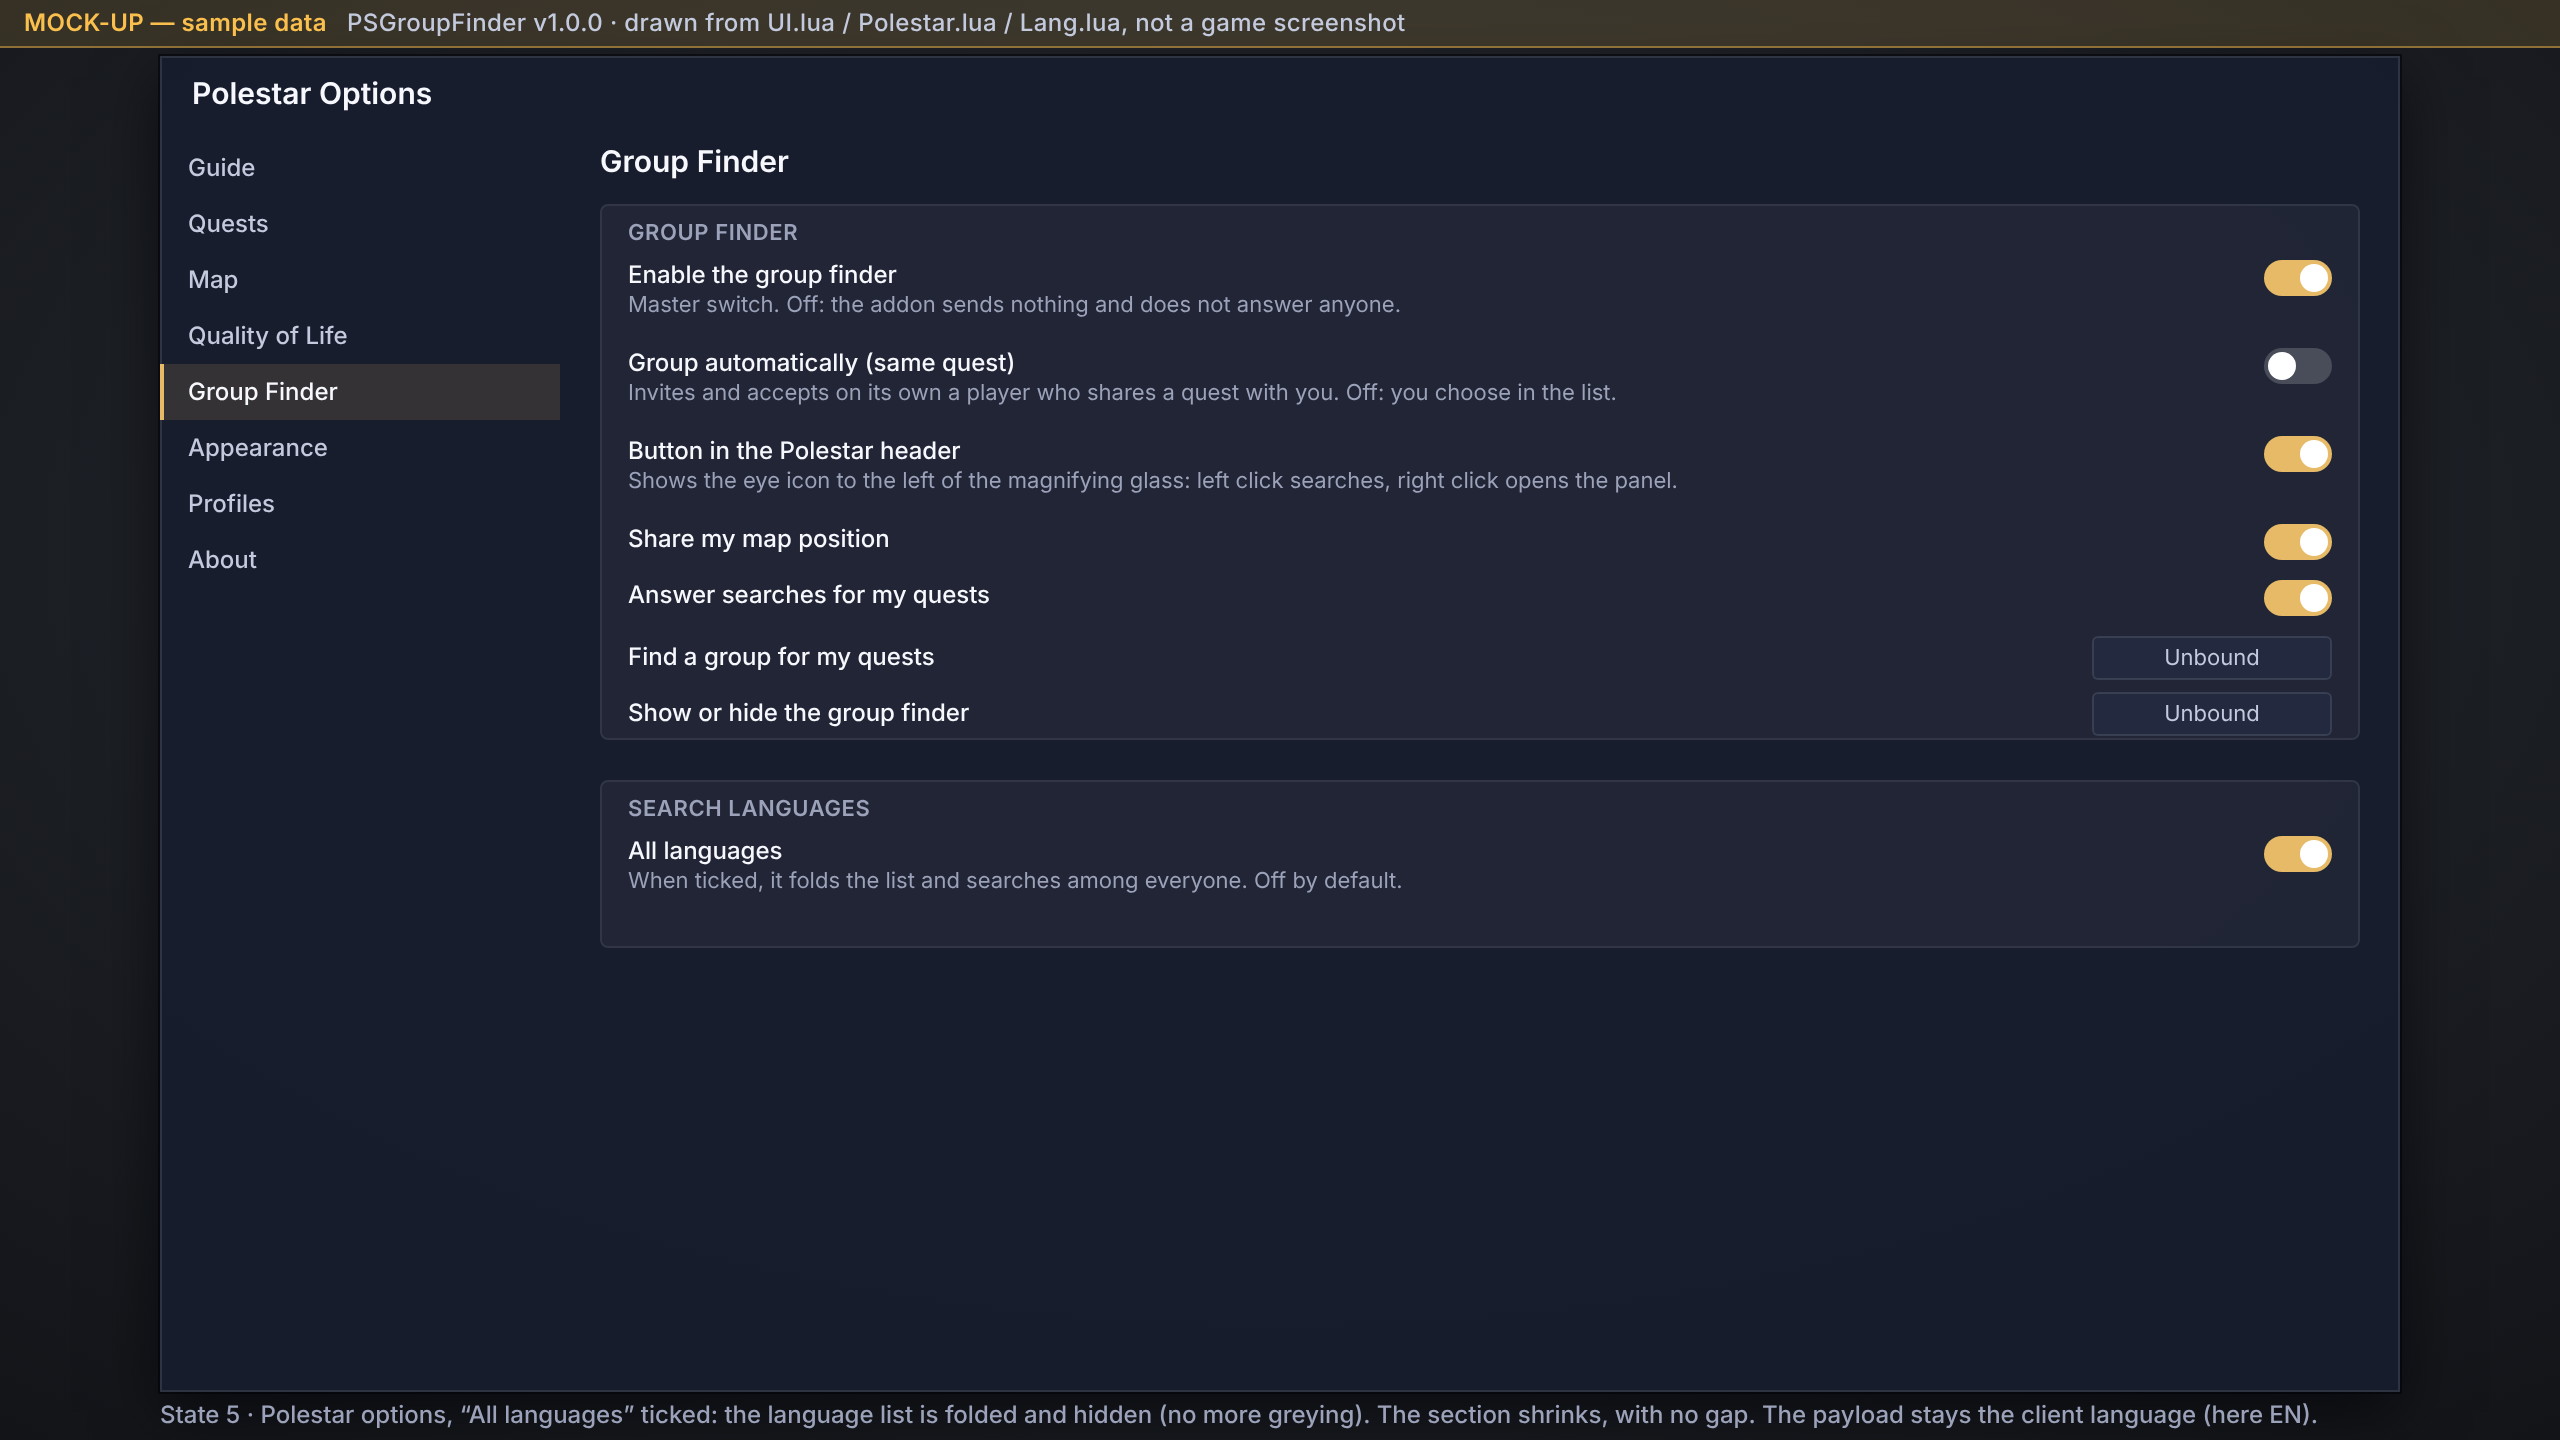 MOCK-UP — sample data PSGroupFinder v1.0.0 · drawn from UI.lua / Polestar.lua / Lang.lua, not a game screenshot
Polestar Options
Guide
Quests
Map
Quality of Life
Group Finder
Appearance
Profiles
About
Group Finder
GROUP FINDER
Enable the group finder
Master switch. Off: the addon sends nothing and does not answer anyone.
Group automatically (same quest)
Invites and accepts on its own a player who shares a quest with you. Off: you choose in the list.
Button in the Polestar header
Shows the eye icon to the left of the magnifying glass: left click searches, right click opens the panel.
Share my map position
Answer searches for my quests
Find a group for my quests Unbound
Show or hide the group finder Unbound
SEARCH LANGUAGES
All languages
When ticked, it folds the list and searches among everyone. Off by default.
State 5 · Polestar options, “All languages” ticked: the language list is folded and hidden (no more greying). The section shrinks, with no gap. The payload stays the client language (here EN).